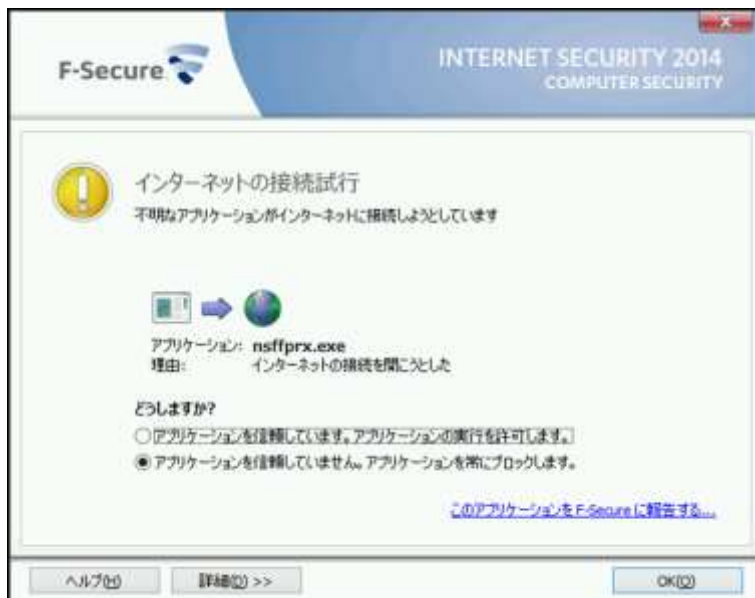 F-Secure
INTERNET SECURITY 2014
COMPUTER SECURITY
インターネットの接続試行
不明なアプリケーションがインターネットに接続しようとしています
アプリケーション: nsffprx.exe
理由: インターネットの接続を開こうとした
どうしますか?
アプリケーションを信頼しています。アプリケーションの実行を許可します。
アプリケーションを信頼していません。アプリケーションを常にブロックします。
このアプリケーションをF-Secureに報告する...
ヘルプ(H)
詳細(D) >>
OK(O)